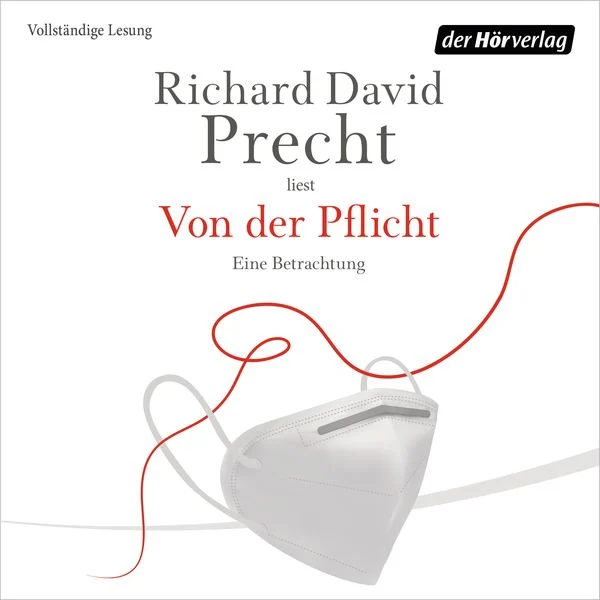 Vollständige Lesung
der Hörverlag
Richard David
Precht
liest
Von der Pflicht
Eine Betrachtung